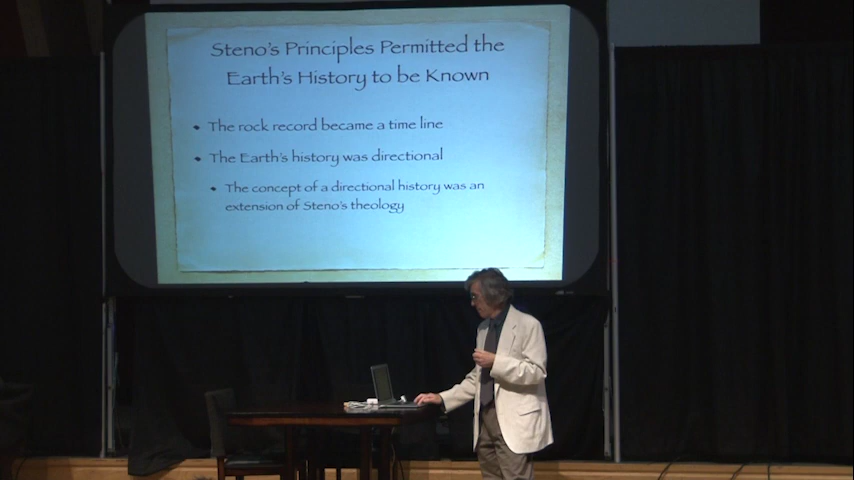 Steno's Principles Permitted the
Earth's History to be Known
The rock record became a time line
The Earth's history was directional
The concept of a directional history was an
extension of Steno's theology